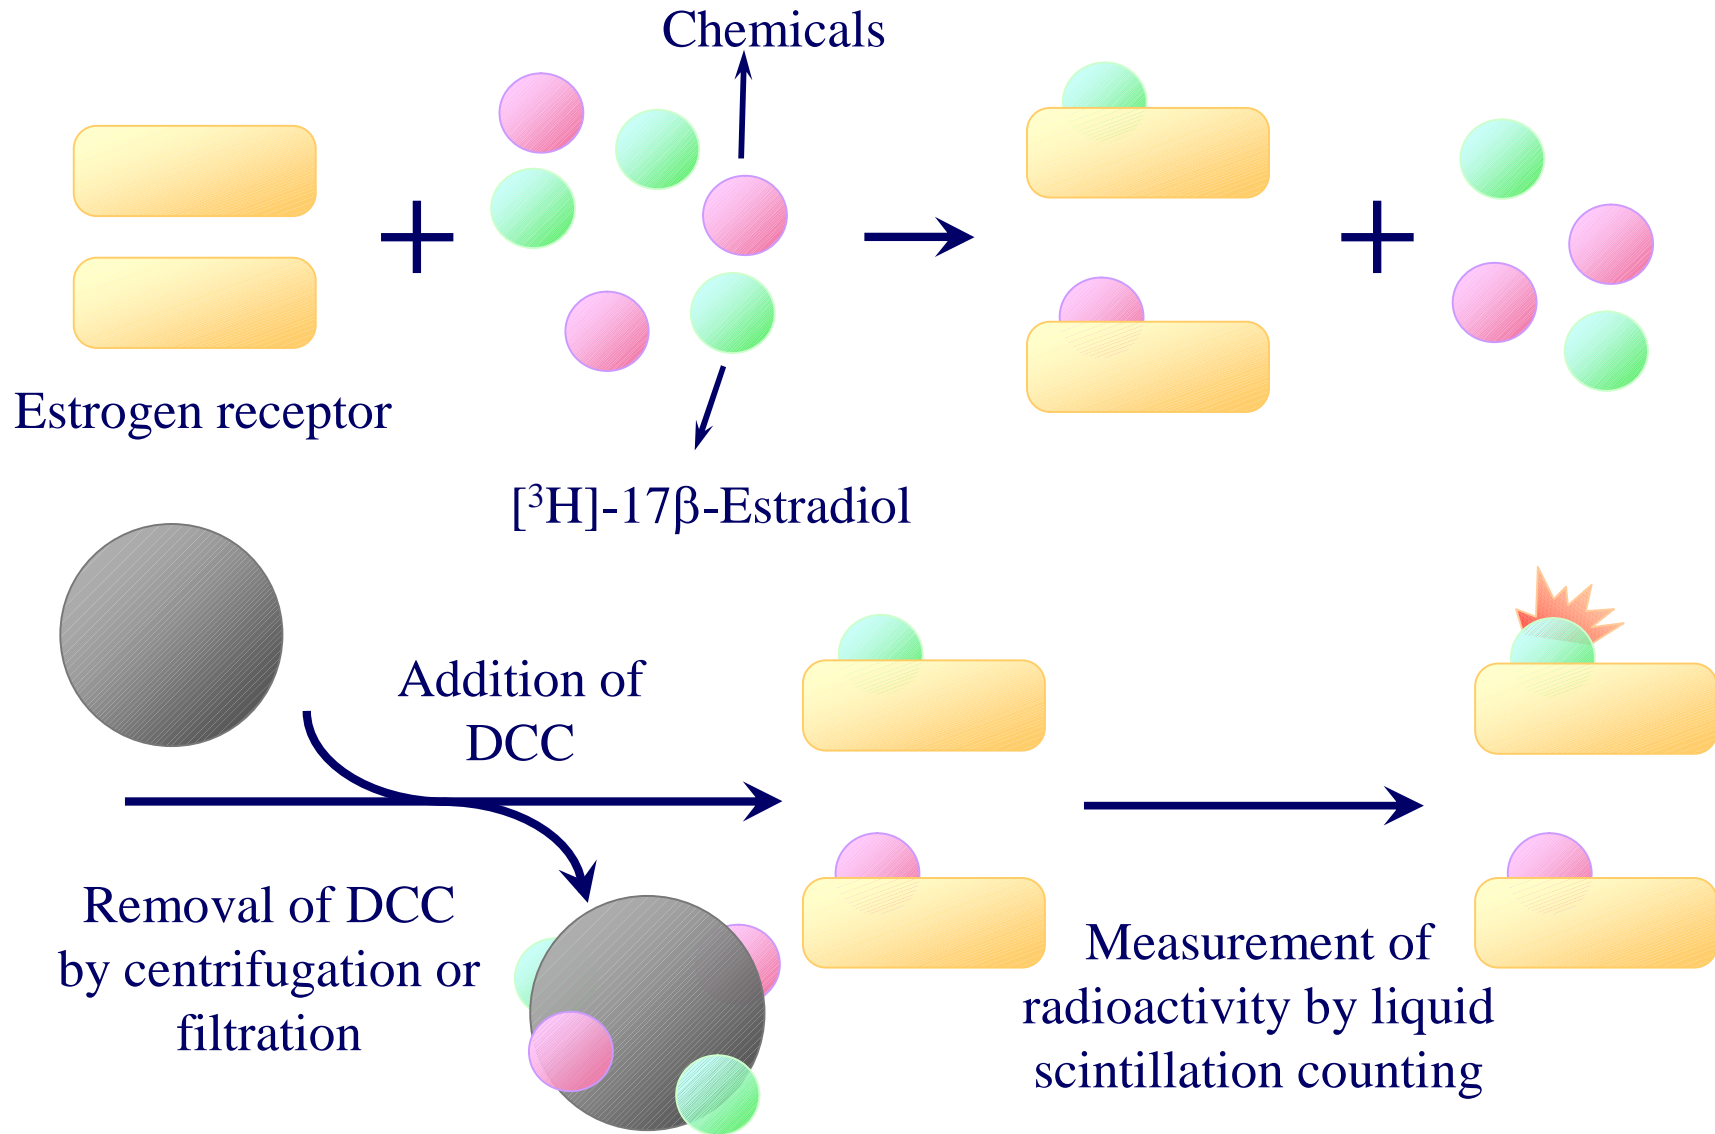 Chemicals
Estrogen receptor
[³H]-17β-Estradiol
Addition of
DCC
Removal of DCC
by centrifugation or
filtration
Measurement of
radioactivity by liquid
scintillation counting